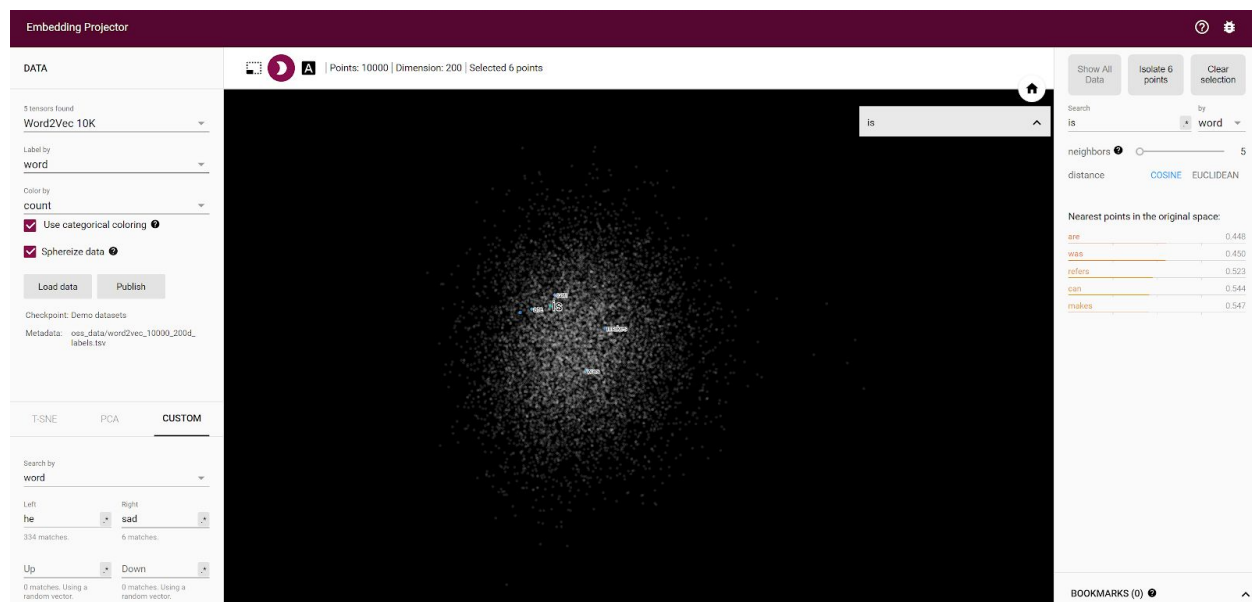 Embedding Projector
DATA
5 tensors found
Word2Vec 10K
Label by
word
Color by
count
Use categorical coloring
Sphereize data
Load data Publish
Checkpoint: Demo datasets
Metadata: oss_data/word2vec_10000_200d_
labels.tsv
T-SNE PCA CUSTOM
Search by
word
Left Right
he .* sad .*
334 matches. 6 matches.
Up .* Down .*
0 matches. Using a random vector. 0 matches. Using a random vector.
A | Points: 10000 | Dimension: 200 | Selected 6 points
is
is
makes
Show All Data
Isolate 6 points
Clear selection
Search by
is .* word
neighbors 5
distance COSINE EUCLIDEAN
Nearest points in the original space:
are 0.448
was 0.450
refers 0.523
can 0.544
makes 0.547
BOOKMARKS (0)